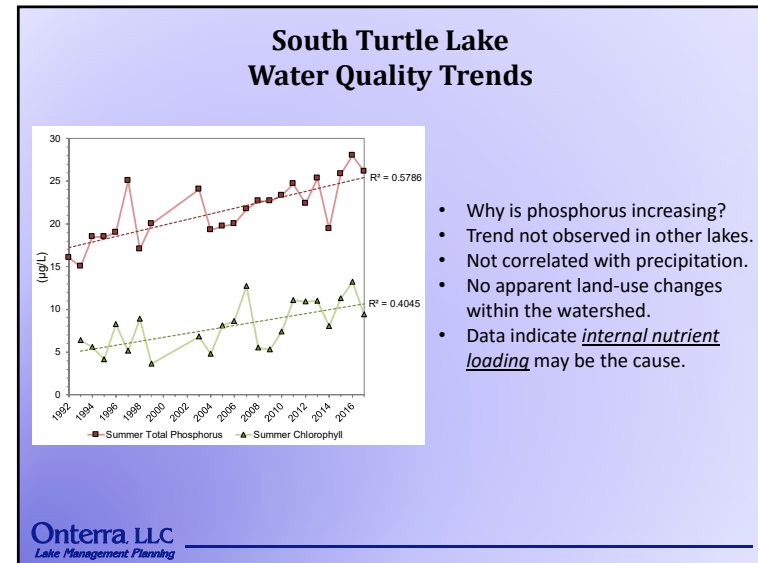 South Turtle Lake
Water Quality Trends
30
25
20
15
10
5
0
(µg/L)
R² = 0.5786
R² = 0.4045
1992
1994
1996
1998
2000
2002
2004
2006
2008
2010
2012
2014
2016
Summer Total Phosphorus
Summer Chlorophyll
• Why is phosphorus increasing?
• Trend not observed in other lakes.
• Not correlated with precipitation.
• No apparent land-use changes
within the watershed.
• Data indicate internal nutrient
loading may be the cause.
Onterra, LLC
Lake Management Planning